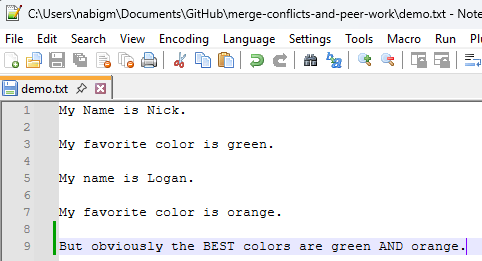 C:\Users\nabigm\Documents\GitHub\merge-conflicts-and-peer-work\demo.txt - Note
File Edit Search View Encoding Language Settings Tools Macro Run Plu
demo.txt
1 My Name is Nick.
2
3 My favorite color is green.
4
5 My name is Logan.
6
7 My favorite color is orange.
8
9 But obviously the BEST colors are green AND orange.